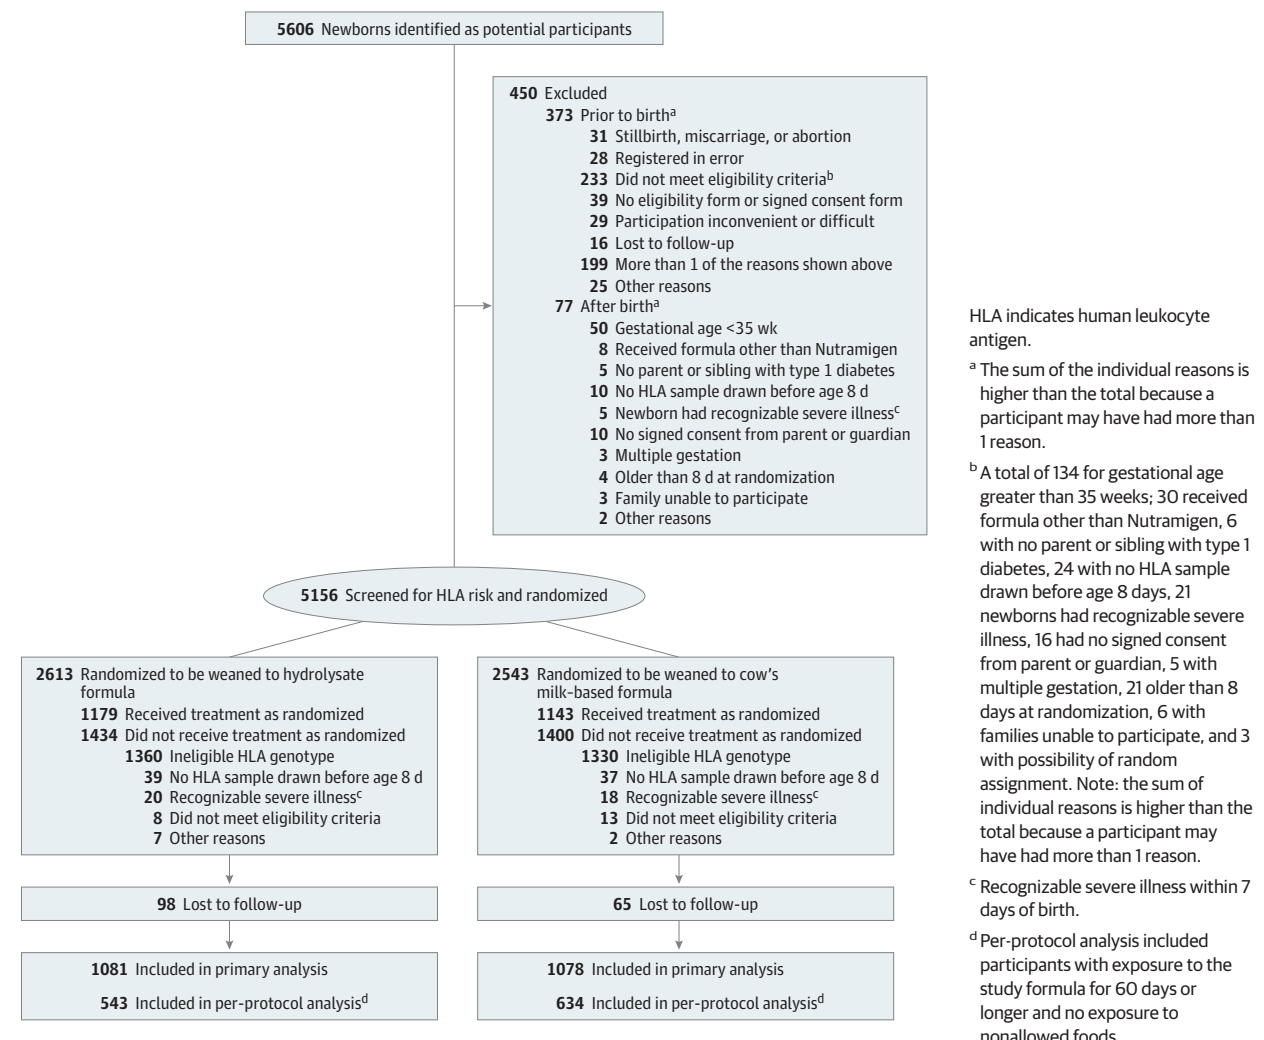 5606 Newborns identified as potential participants
450 Excluded
373 Prior to birthᵃ
31 Stillbirth, miscarriage, or abortion
28 Registered in error
233 Did not meet eligibility criteriaᵇ
39 No eligibility form or signed consent form
29 Participation inconvenient or difficult
16 Lost to follow-up
199 More than 1 of the reasons shown above
25 Other reasons
77 After birthᵃ
50 Gestational age <35 wk
8 Received formula other than Nutramigen
5 No parent or sibling with type 1 diabetes
10 No HLA sample drawn before age 8 d
5 Newborn had recognizable severe illnessᶜ
10 No signed consent from parent or guardian
3 Multiple gestation
4 Older than 8 d at randomization
3 Family unable to participate
2 Other reasons
5156 Screened for HLA risk and randomized
2613 Randomized to be weaned to hydrolysate
formula
1179 Received treatment as randomized
1434 Did not receive treatment as randomized
1360 Ineligible HLA genotype
39 No HLA sample drawn before age 8 d
20 Recognizable severe illnessᶜ
8 Did not meet eligibility criteria
7 Other reasons
98 Lost to follow-up
1081 Included in primary analysis
543 Included in per-protocol analysisᵈ
2543 Randomized to be weaned to cow's
milk-based formula
1143 Received treatment as randomized
1400 Did not receive treatment as randomized
1330 Ineligible HLA genotype
37 No HLA sample drawn before age 8 d
18 Recognizable severe illnessᶜ
13 Did not meet eligibility criteria
2 Other reasons
65 Lost to follow-up
1078 Included in primary analysis
634 Included in per-protocol analysisᵈ
HLA indicates human leukocyte
antigen.
ᵃ The sum of the individual reasons is
higher than the total because a
participant may have had more than
1 reason.
ᵇ A total of 134 for gestational age
greater than 35 weeks; 30 received
formula other than Nutramigen, 6
with no parent or sibling with type 1
diabetes, 24 with no HLA sample
drawn before age 8 days, 21
newborns had recognizable severe
illness, 16 had no signed consent
from parent or guardian, 5 with
multiple gestation, 21 older than 8
days at randomization, 6 with
families unable to participate, and 3
with possibility of random
assignment. Note: the sum of
individual reasons is higher than the
total because a participant may
have had more than 1 reason.
ᶜ Recognizable severe illness within 7
days of birth.
ᵈ Per-protocol analysis included
participants with exposure to the
study formula for 60 days or
longer and no exposure to
nonallowed foods.